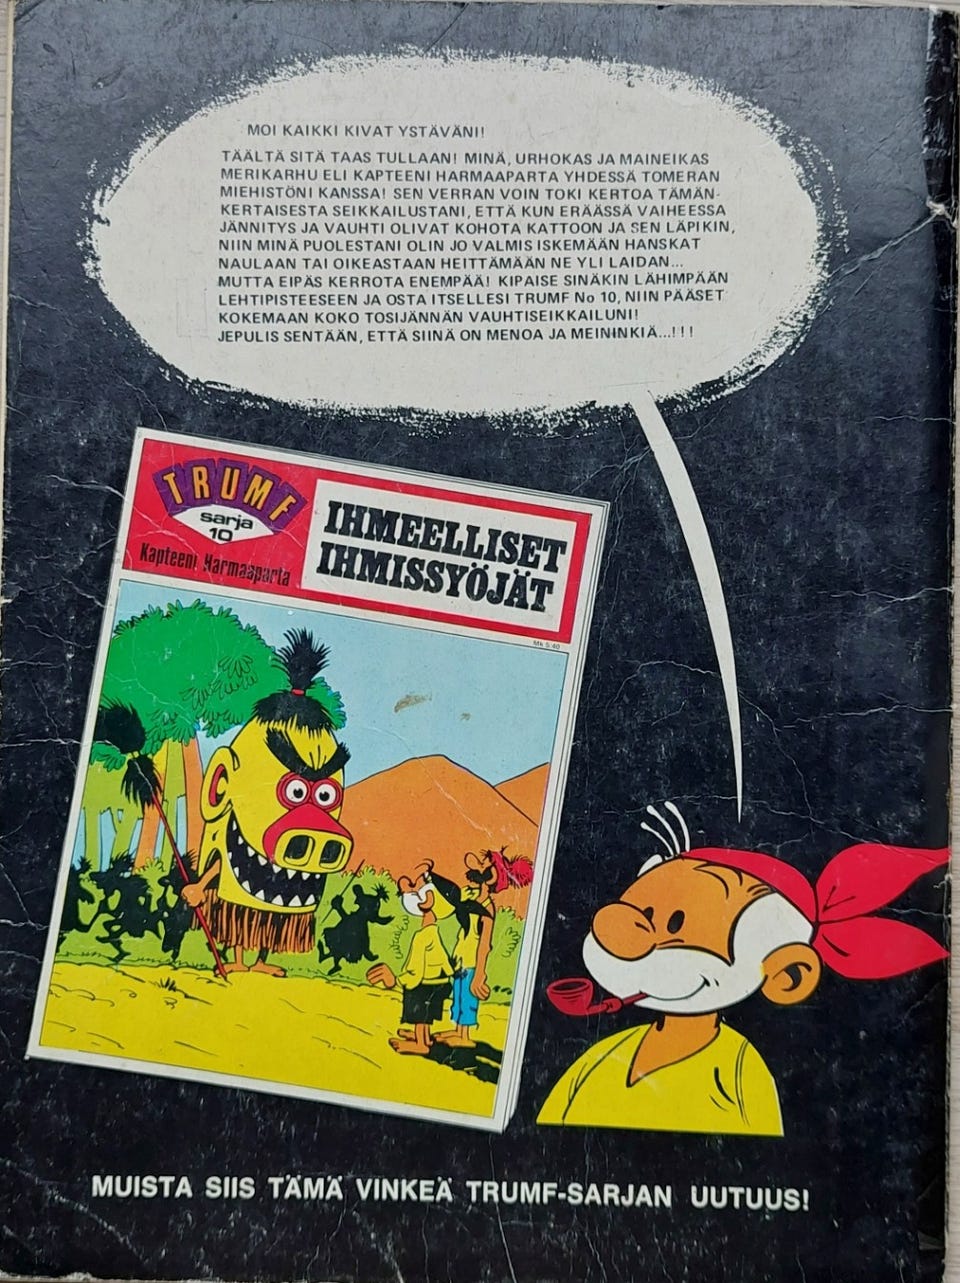 MOI KAIKKI KIVAT YSTÄVÄNI!
TÄÄLTÄ SITÄ TAAS TULLAAN! MINÄ, URHOKAS JA MAINEIKAS
MERIKARHU ELI KAPTEENI HARMAAPARTA YHDESSÄ TOMERAN
MIEHISTÖNI KANSSA! SEN VERRAN VOIN TOKI KERTOA TÄMÄN-
KERTAISESTA SEIKKAILUSTANI, ETTÄ KUN ERÄÄSSÄ VAIHEESSA
JÄNNITYS JA VAUHTI OLIVAT KOHOTA KATTOON JA SEN LÄPIKIN,
NIIN MINÄ PUOLESTANI OLIN JO VALMIS ISKEMÄÄN HANSKAT
NAULAAN TAI OIKEASTAAN HEITTÄMÄÄN NE YLI LAIDAN...
MUTTA EIPÄS KERROTA ENEMPÄÄ! KIPAISE SINÄKIN LÄHIMPÄÄN
LEHTIPISTEESEEN JA OSTA ITSELLESI TRUMF No 10, NIIN PÄÄSET
KOKEMAAN KOKO TOSIJÄNNÄN VAUHTISEIKKAILUNI!
JEPULIS SENTÄÄN, ETTÄ SIINÄ ON MENOA JA MEININKIÄ...!!!
TRUMF
sarja
10
Kapteeni Harmaaparta
IHMEELLISET
IHMISSYÖJÄT
Mk 5:40
MUISTA SIIS TÄMÄ VINKEÄ TRUMF-SARJAN UUTUUS!